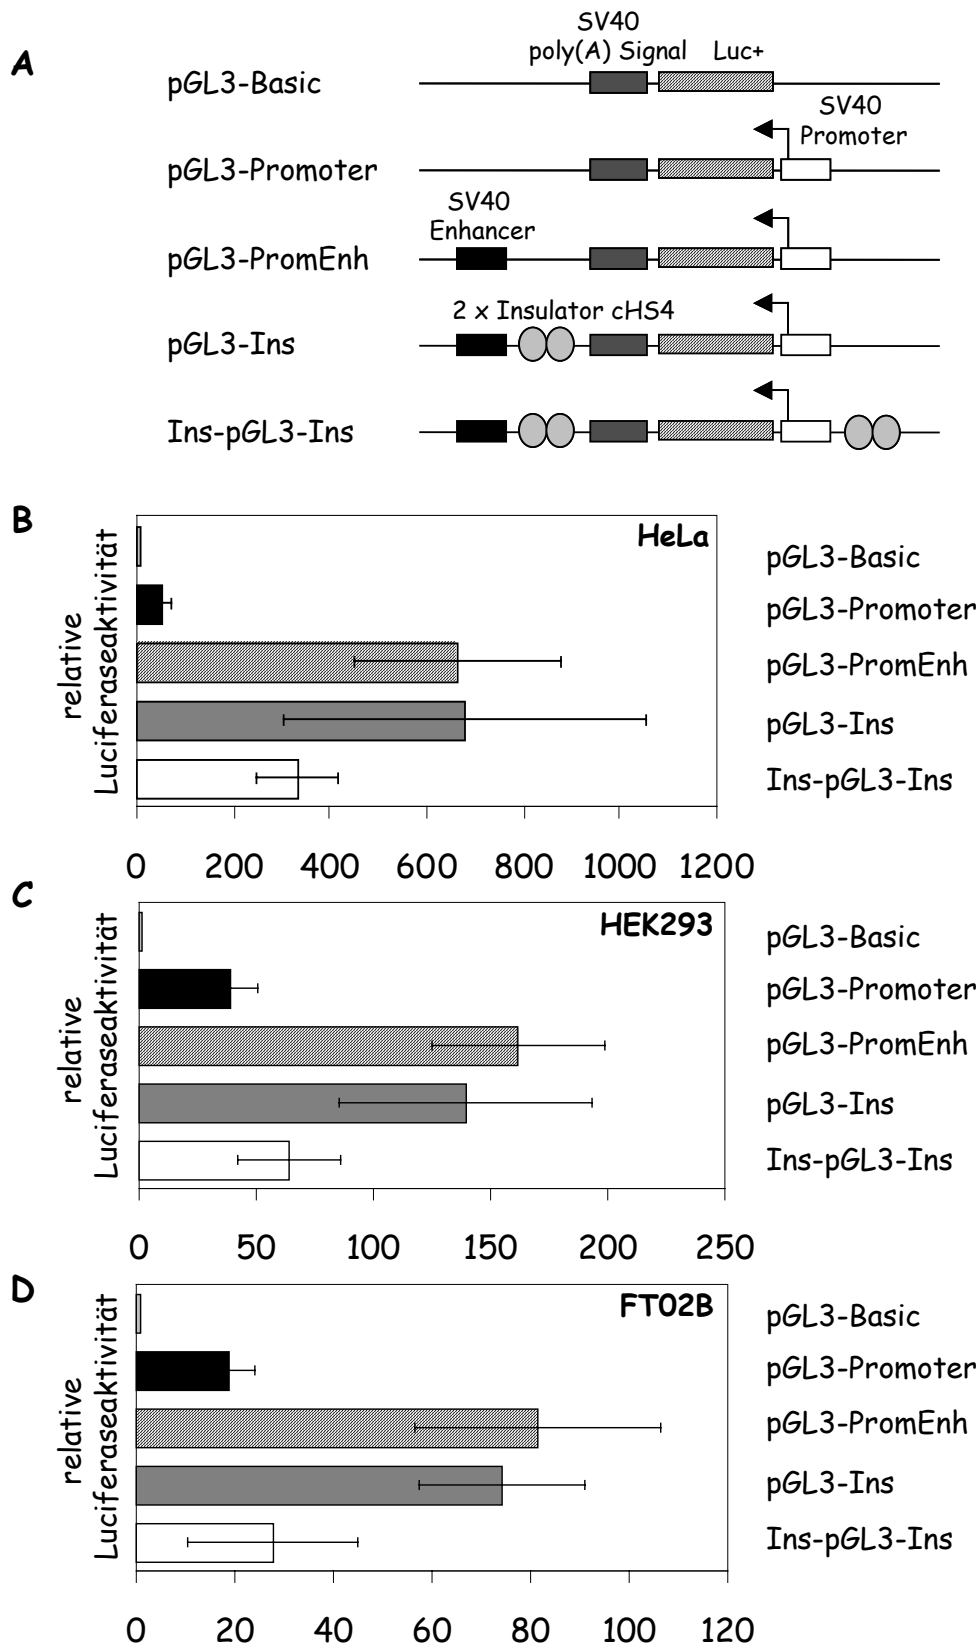 A
SV40
poly(A) Signal Luc+
pGL3-Basic
SV40
Promoter
pGL3-Promoter
SV40
Enhancer
pGL3-PromEnh
2 x Insulator cHS4
pGL3-Ins
Ins-pGL3-Ins
B
relative
Luciferaseaktivität
HeLa
pGL3-Basic
pGL3-Promoter
pGL3-PromEnh
pGL3-Ins
Ins-pGL3-Ins
0 200 400 600 800 1000 1200
C
relative
Luciferaseaktivität
HEK293
pGL3-Basic
pGL3-Promoter
pGL3-PromEnh
pGL3-Ins
Ins-pGL3-Ins
0 50 100 150 200 250
D
relative
Luciferaseaktivität
FTO2B
pGL3-Basic
pGL3-Promoter
pGL3-PromEnh
pGL3-Ins
Ins-pGL3-Ins
0 20 40 60 80 100 120